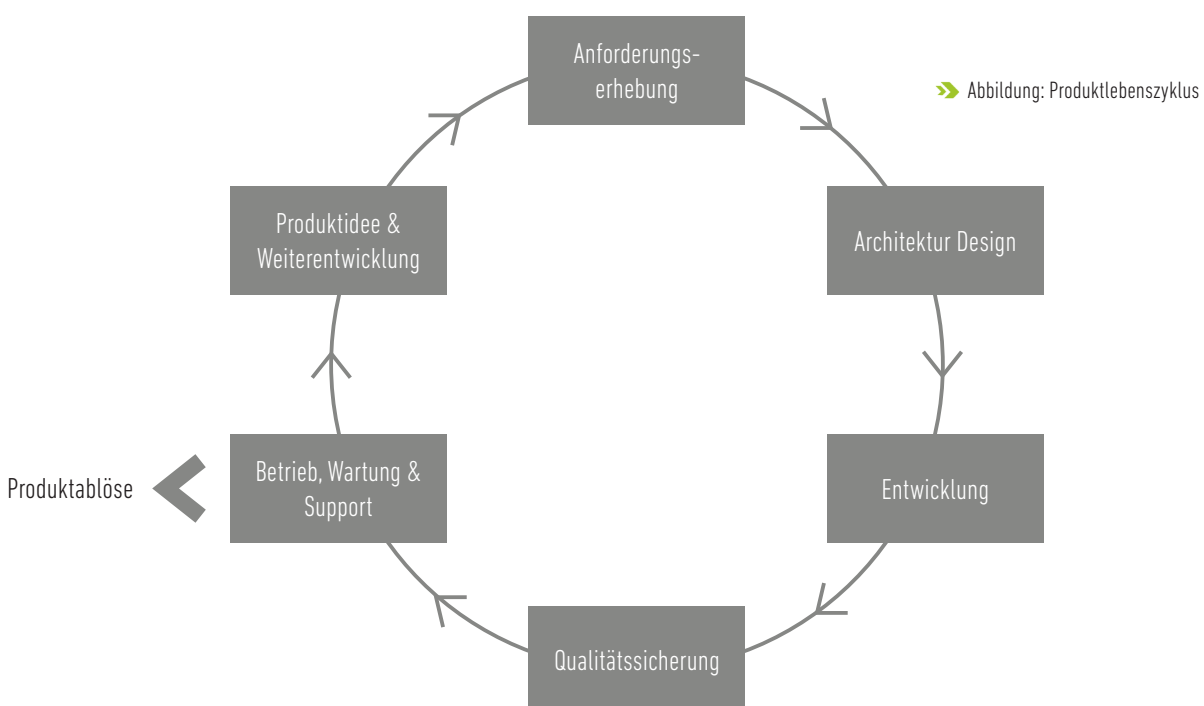 Anforderungs-
erhebung
Abbildung: Produktlebenszyklus
Produktidee &
Weiterentwicklung
Architektur Design
Produktablöse
Betrieb, Wartung &
Support
Entwicklung
Qualitätssicherung